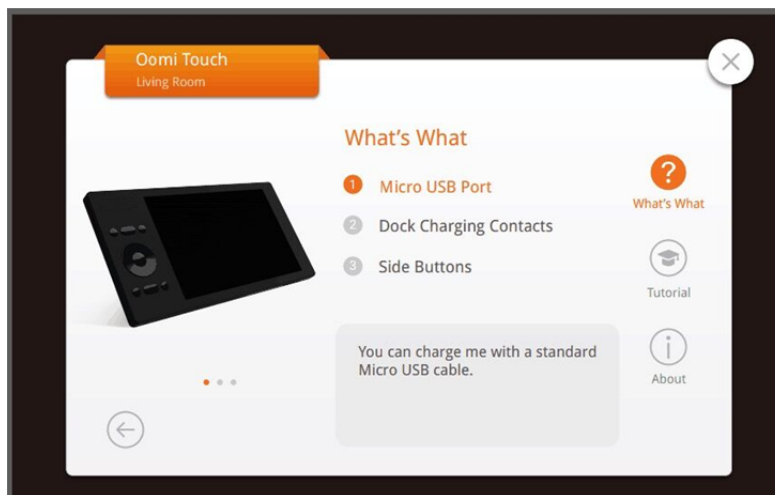 Oomi Touch
Living Room
What's What
1 Micro USB Port
2 Dock Charging Contacts
3 Side Buttons
You can charge me with a standard
Micro USB cable.
?
What's What
Tutorial
i
About